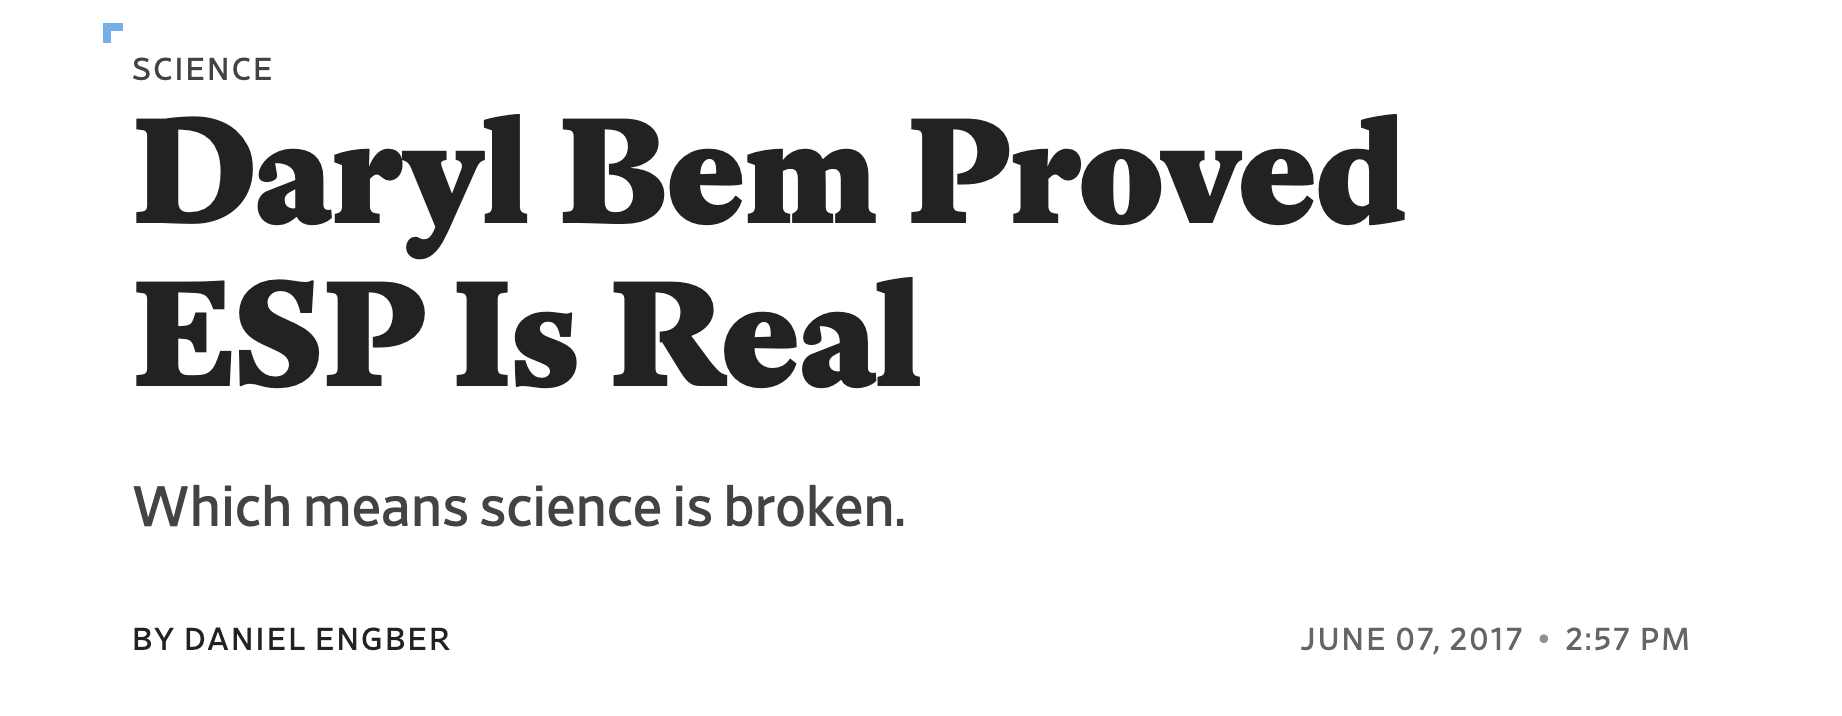 SCIENCE
Daryl Bem Proved
ESP Is Real
Which means science is broken.
BY DANIEL ENGBER
JUNE 07, 2017 • 2:57 PM